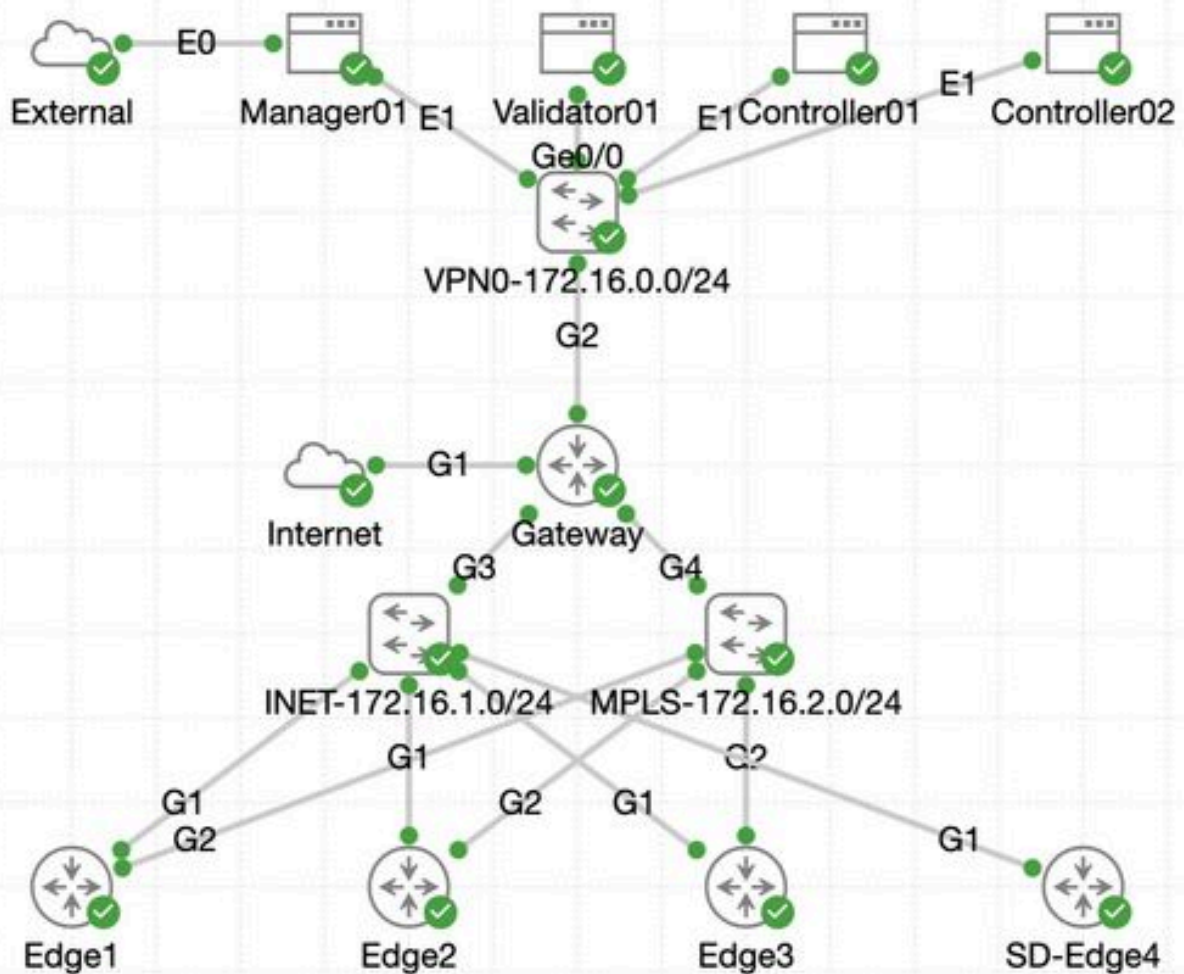 E0
External
Manager01
Validator01
Controller01
Controller02
E1
E1
E1
Ge0/0
VPN0-172.16.0.0/24
G2
G1
Internet
Gateway
G3
G4
INET-172.16.1.0/24
MPLS-172.16.2.0/24
G1
G2
G1
G2
G1
G2
G1
Edge1
Edge2
Edge3
SD-Edge4